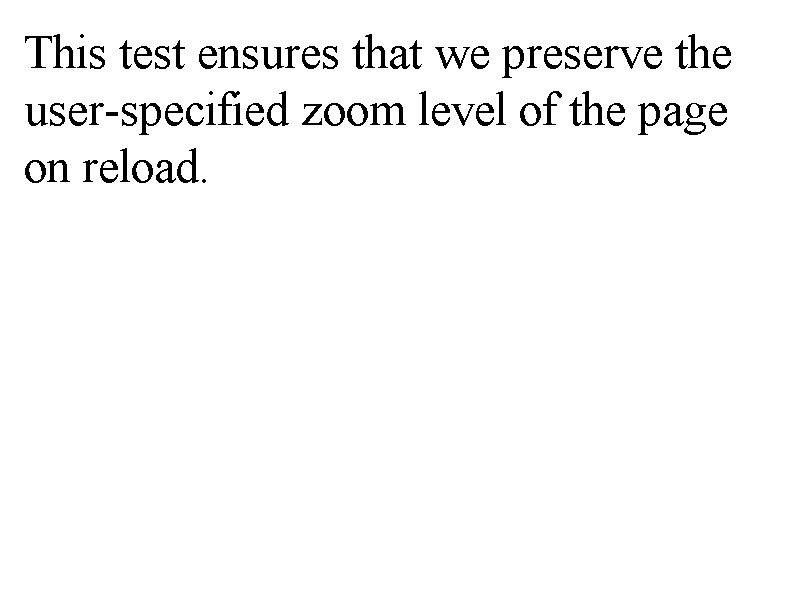 This test ensures that we preserve the
user-specified zoom level of the page
on reload.